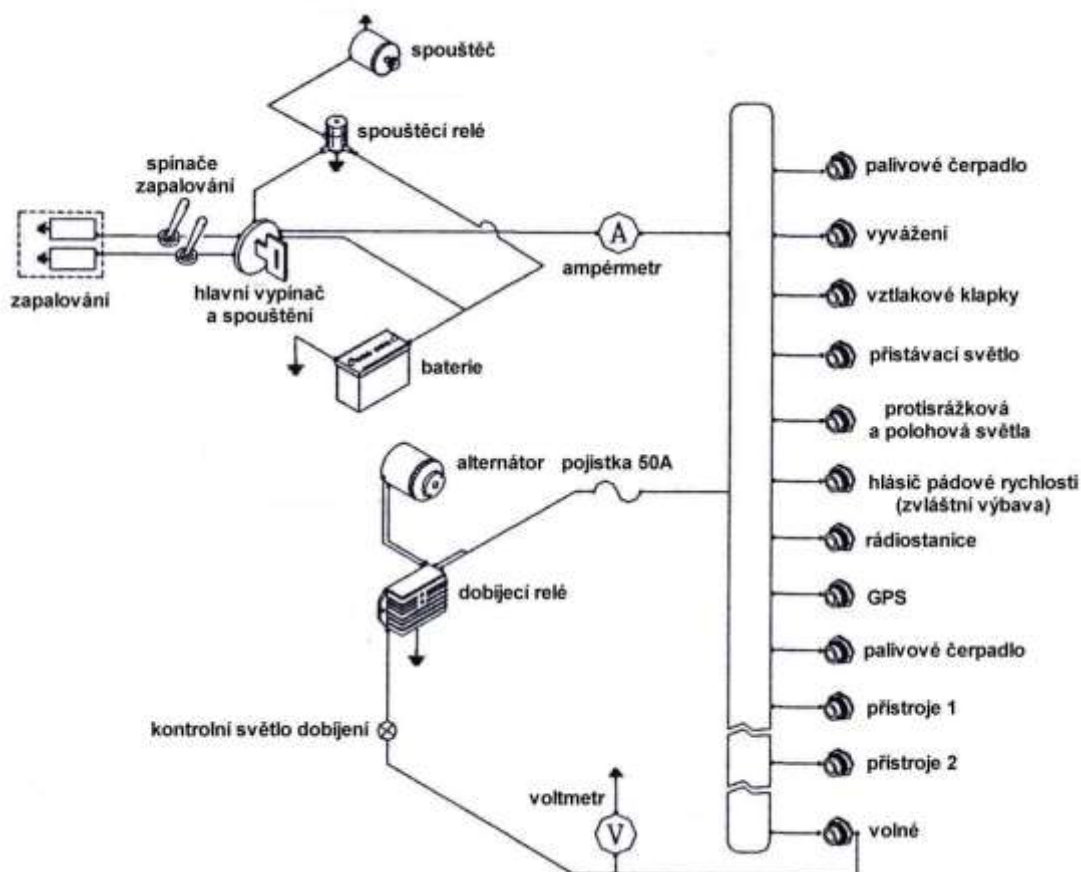 spouštěč
spouštěcí relé
spínače
zapalování
zapalování
hlavní vypínač
a spouštění
A
ampérmetr
baterie
alternátor pojistka 50A
dobíjecí relé
kontrolní světlo dobíjení
voltmetr
V
palivové čerpadlo
vyvážení
vztlakové klapky
přistávací světlo
protisrážková
a polohová světla
hlásič pádové rychlosti
(zvláštní výbava)
rádiostanice
GPS
palivové čerpadlo
přístroje 1
přístroje 2
volné